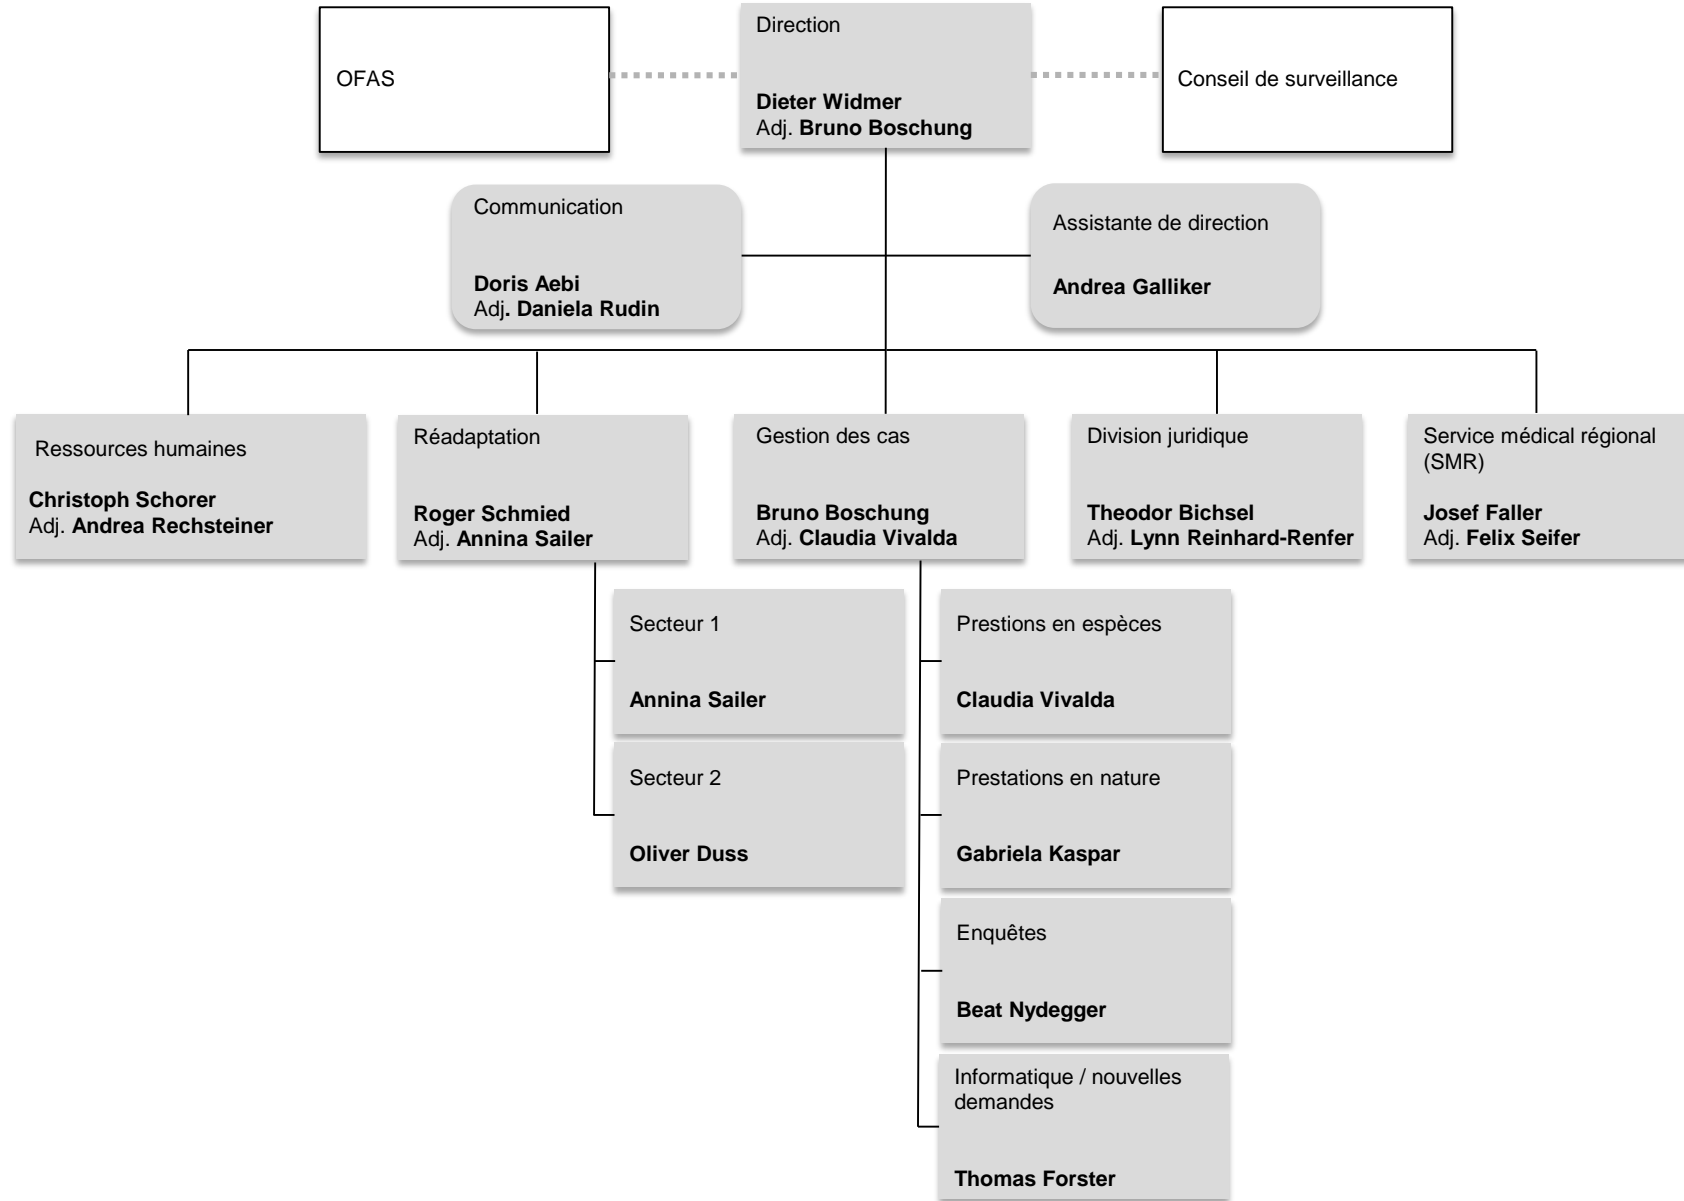 OFAS
Direction
Dieter Widmer
Adj. Bruno Boschung
Conseil de surveillance
Communication
Doris Aebi
Adj. Daniela Rudin
Assistante de direction
Andrea Galliker
Ressources humaines
Christoph Schorer
Adj. Andrea Rechsteiner
Réadaptation
Roger Schmied
Adj. Annina Sailer
Gestion des cas
Bruno Boschung
Adj. Claudia Vivalda
Division juridique
Theodor Bichsel
Adj. Lynn Reinhard-Renfer
Service médical régional
(SMR)
Josef Faller
Adj. Felix Seifer
Secteur 1
Annina Sailer
Secteur 2
Oliver Duss
Prestions en espèces
Claudia Vivalda
Prestations en nature
Gabriela Kaspar
Enquêtes
Beat Nydegger
Informatique / nouvelles
demandes
Thomas Forster